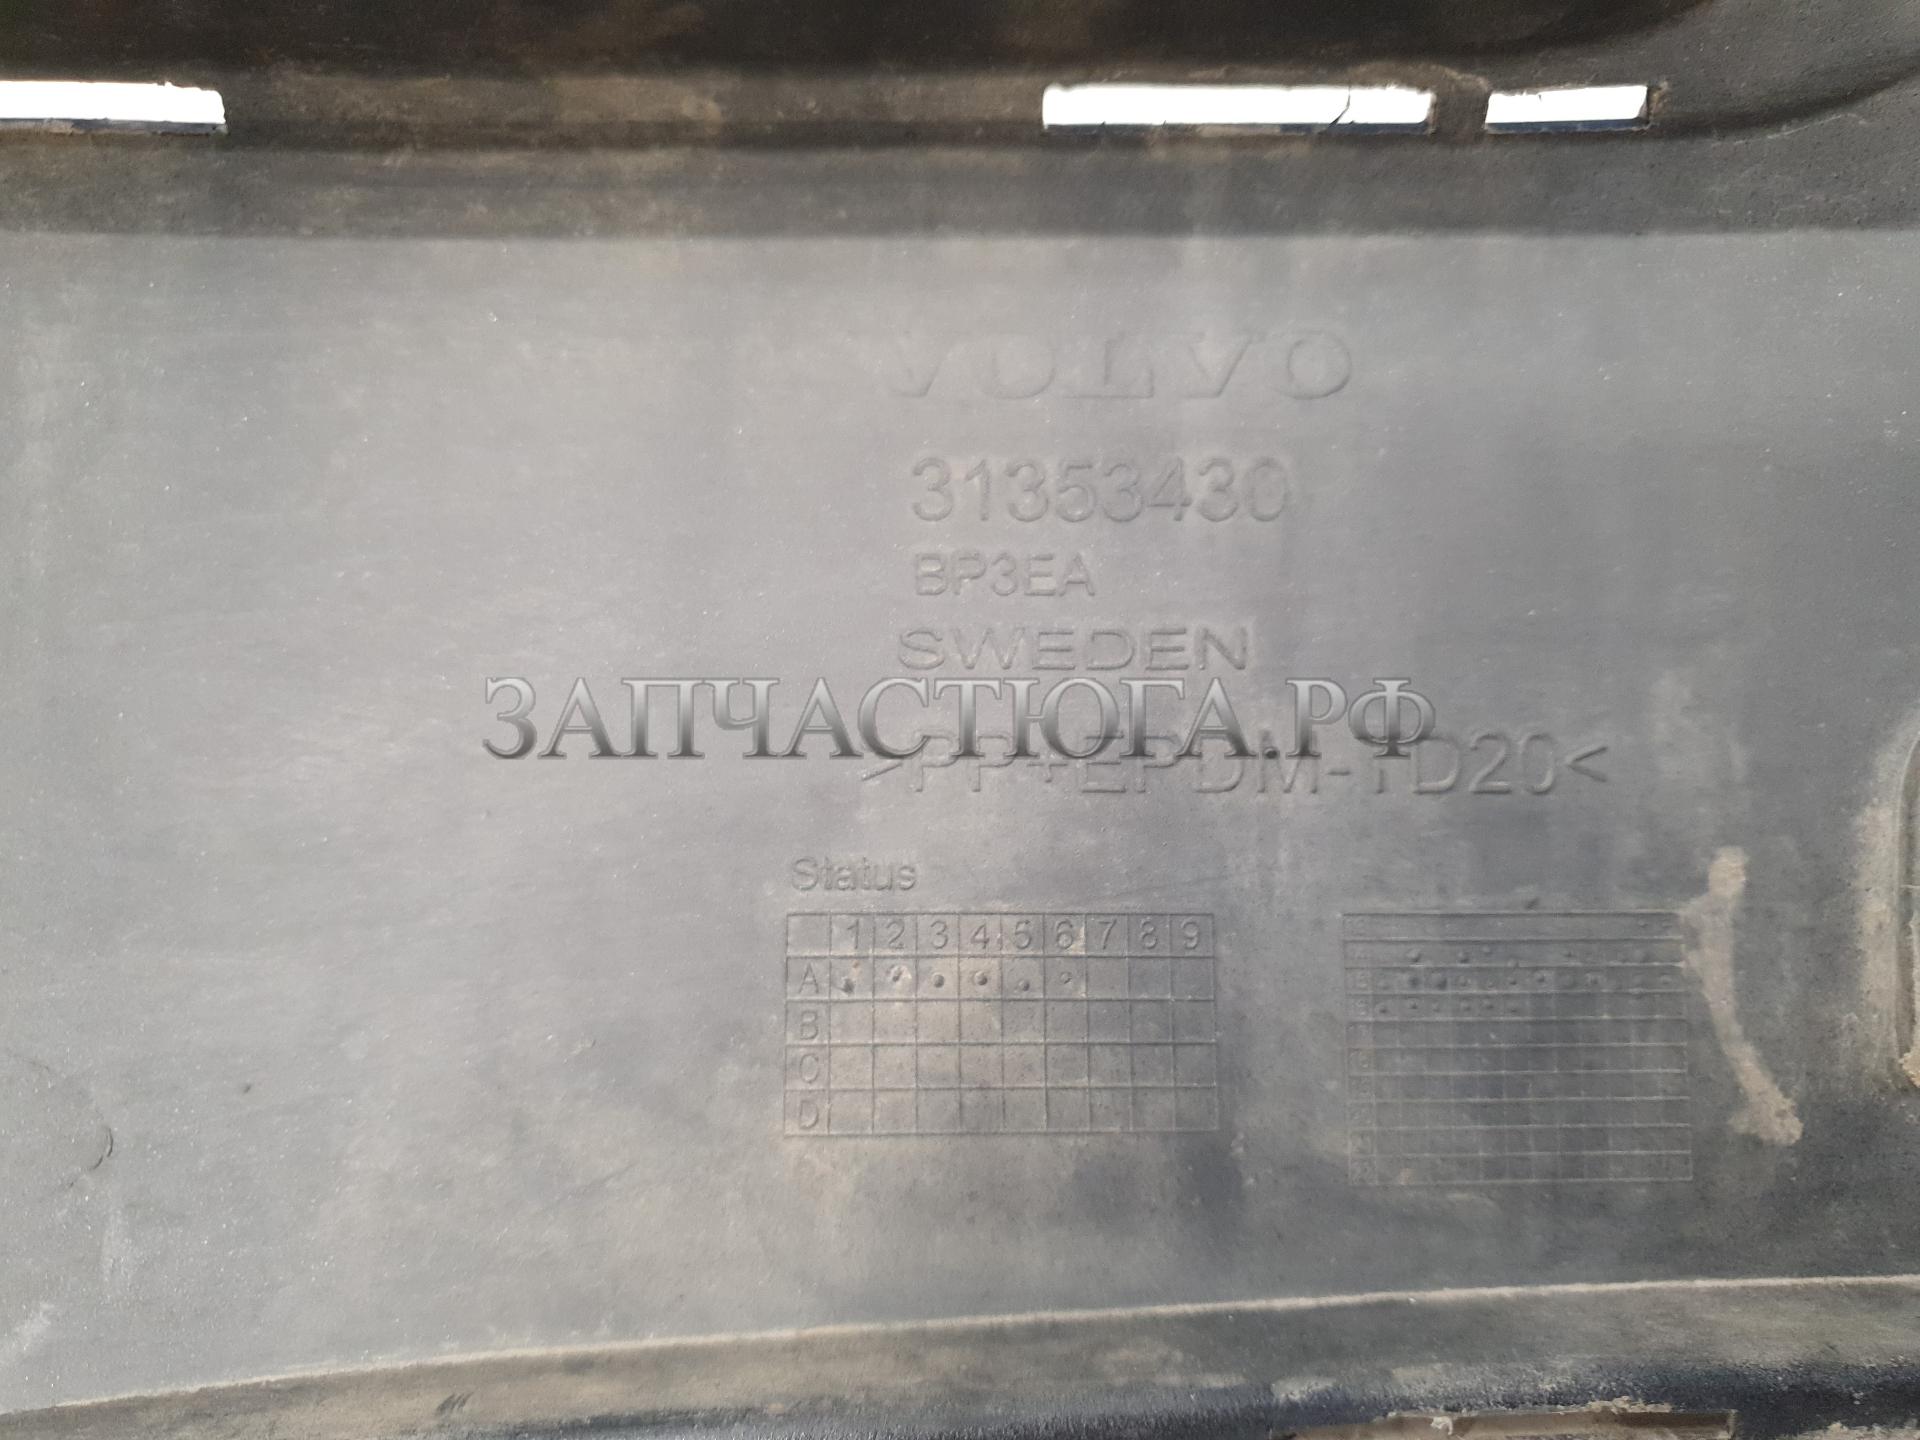 VOLVO
31353430
BP3EA
SWEDEN
ЗАПЧАСТЮГА.РФ
>PP+EPDM-TD20<
Status
1 2 3 4 5 6 7 8 9
A
B
C
D